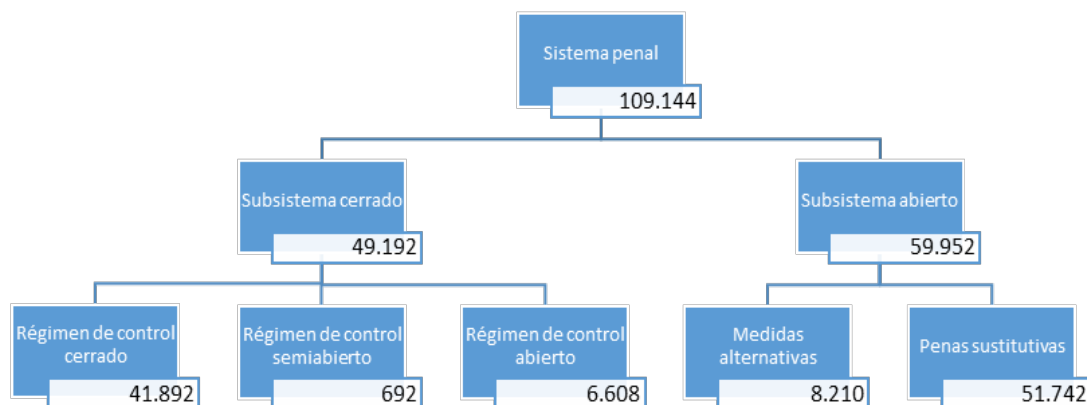 Sistema penal
109.144
Subsistema cerrado
49.192
Subsistema abierto
59.952
Régimen de control
cerrado
41.892
Régimen de control
semiabierto
692
Régimen de control
abierto
6.608
Medidas
alternativas
8.210
Penas sustitutivas
51.742